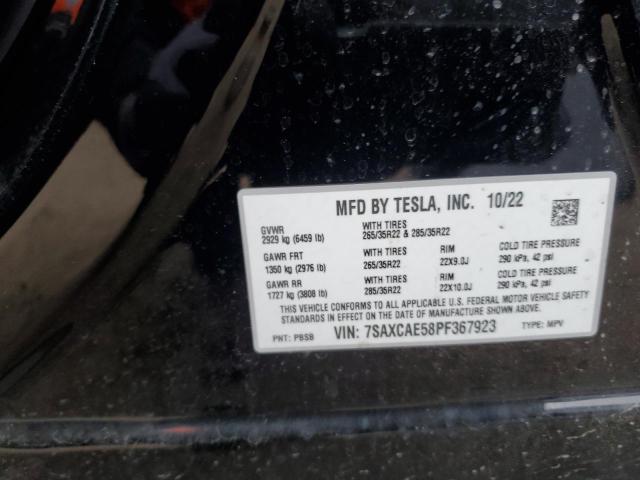 MFD BY TESLA, INC. 10/22
GVWR
2929 kg (6459 lb)
WITH TIRES
265/35R22 & 285/35R22
GAWR FRT
1350 kg (2976 lb)
WITH TIRES
265/35R22
RIM
22X9.0J
COLD TIRE PRESSURE
290 kPa, 42 psi
GAWR RR
1727 kg (3808 lb)
WITH TIRES
285/35R22
RIM
22X10.0J
COLD TIRE PRESSURE
290 kPa, 42 psi
THIS VEHICLE CONFORMS TO ALL APPLICABLE U.S. FEDERAL MOTOR VEHICLE SAFETY
STANDARDS IN EFFECT ON THE DATE OF MANUFACTURE SHOWN ABOVE.
PNT: PBSB VIN: 7SAXCAE58PF367923 TYPE: MPV